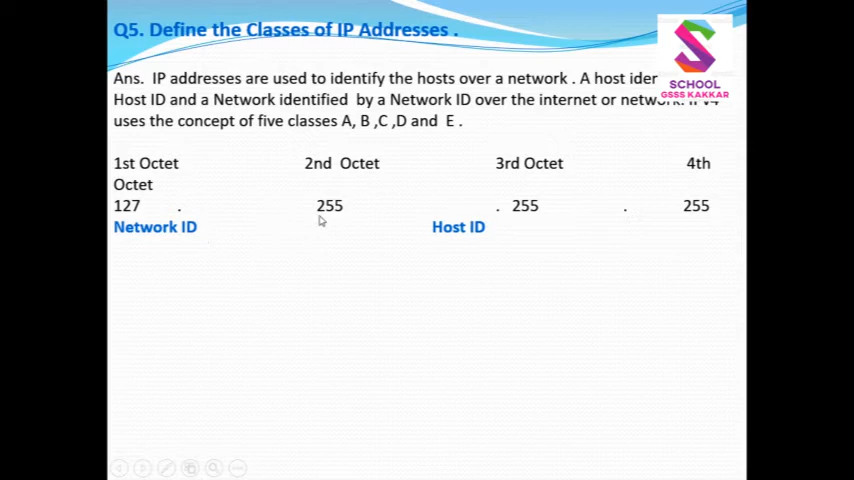 Q5. Define the Classes of IP Addresses .
SCHOOL
GSSS KAKKAR
Ans. IP addresses are used to identify the hosts over a network . A host
Host ID and a Network identified by a Network ID over the internet or
uses the concept of five classes A, B ,C ,D and E .
1st Octet 2nd Octet 3rd Octet 4th
Octet
127 . 255 . 255 . 255
Network ID Host ID